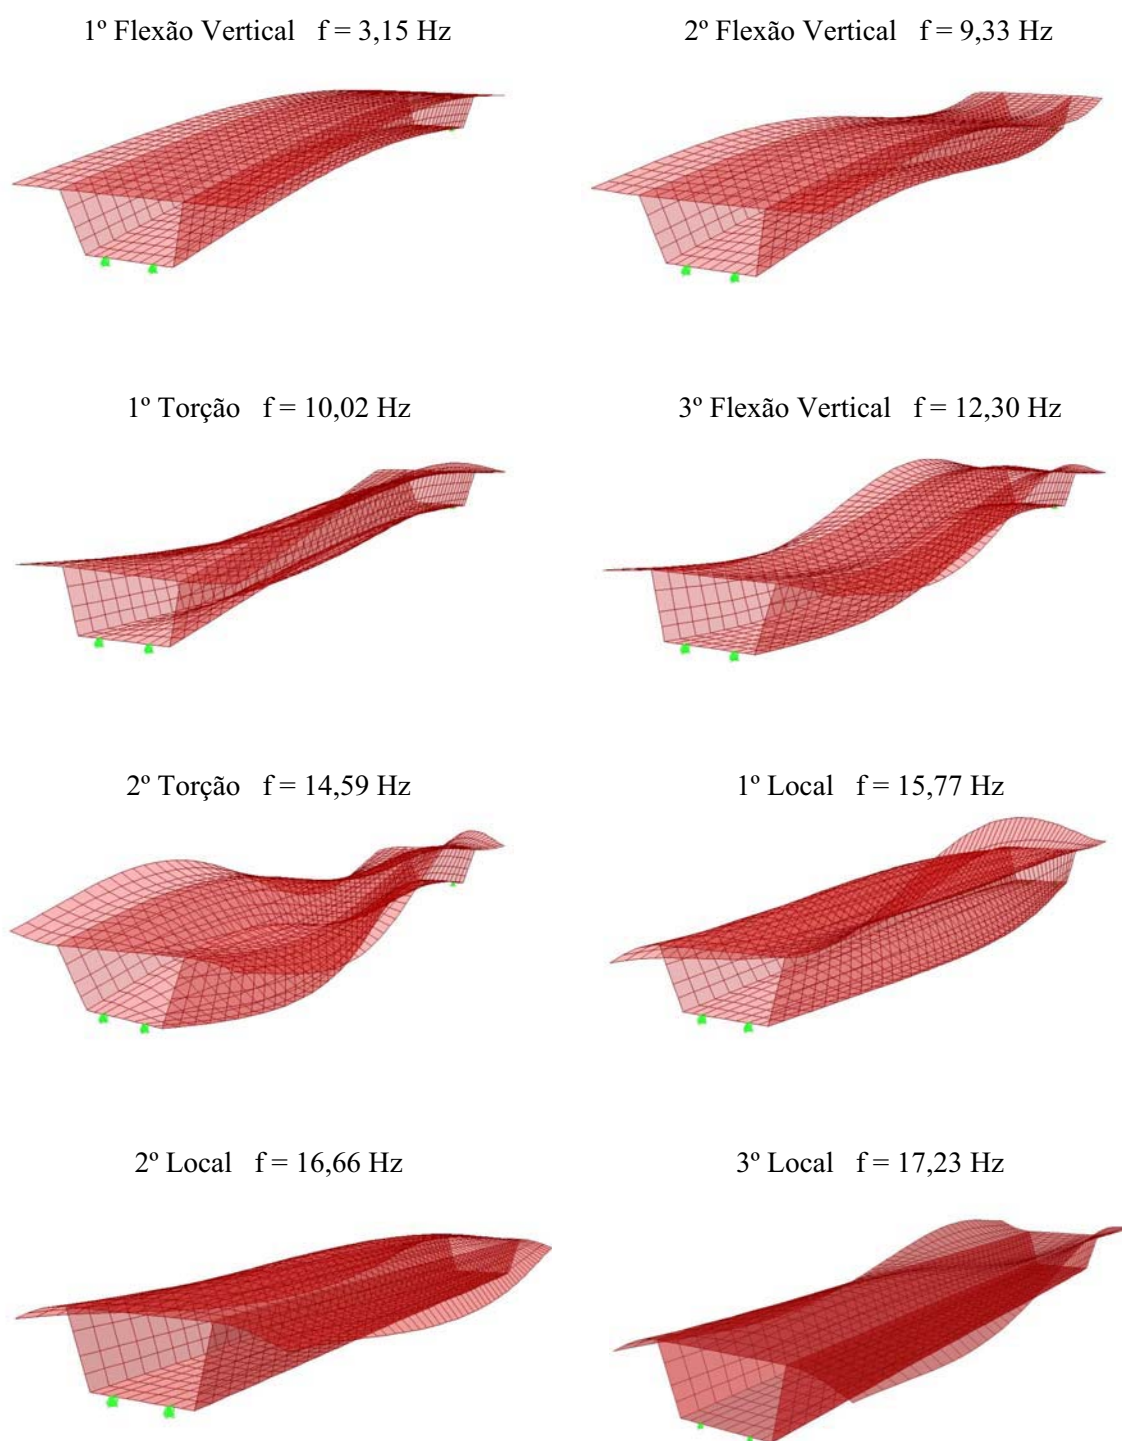 1º Flexão Vertical f = 3,15 Hz
2º Flexão Vertical f = 9,33 Hz
1º Torção f = 10,02 Hz
3º Flexão Vertical f = 12,30 Hz
2º Torção f = 14,59 Hz
1º Local f = 15,77 Hz
2º Local f = 16,66 Hz
3º Local f = 17,23 Hz